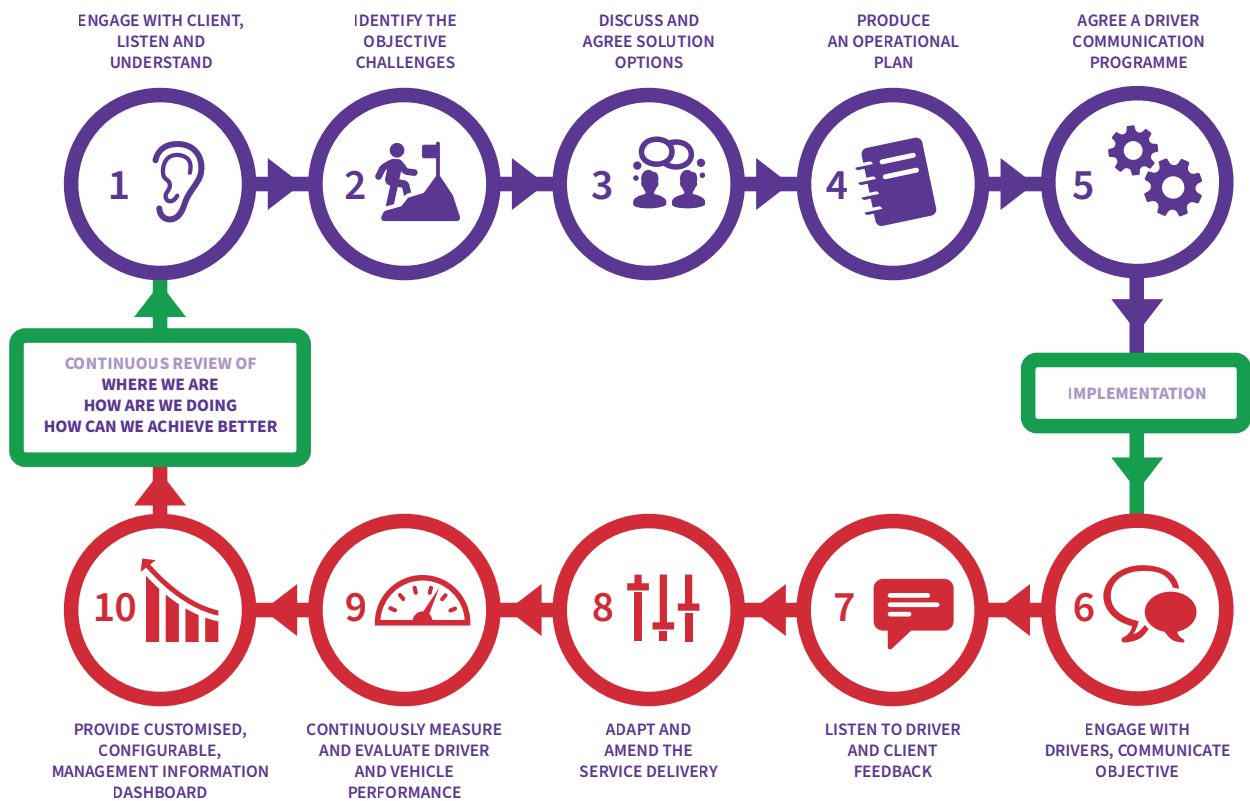 ENGAGE WITH CLIENT,
LISTEN AND
UNDERSTAND
IDENTIFY THE
OBJECTIVE
CHALLENGES
DISCUSS AND
AGREE SOLUTION
OPTIONS
PRODUCE
AN OPERATIONAL
PLAN
AGREE A DRIVER
COMMUNICATION
PROGRAMME
1
2
3
4
5
CONTINUOUS REVIEW OF
WHERE WE ARE
HOW ARE WE DOING
HOW CAN WE ACHIEVE BETTER
IMPLEMENTATION
10
9
8
7
6
PROVIDE CUSTOMISED,
CONFIGURABLE,
MANAGEMENT INFORMATION
DASHBOARD
CONTINUOUSLY MEASURE
AND EVALUATE DRIVER
AND VEHICLE
PERFORMANCE
ADAPT AND
AMEND THE
SERVICE DELIVERY
LISTEN TO DRIVER
AND CLIENT
FEEDBACK
ENGAGE WITH
DRIVERS, COMMUNICATE
OBJECTIVE